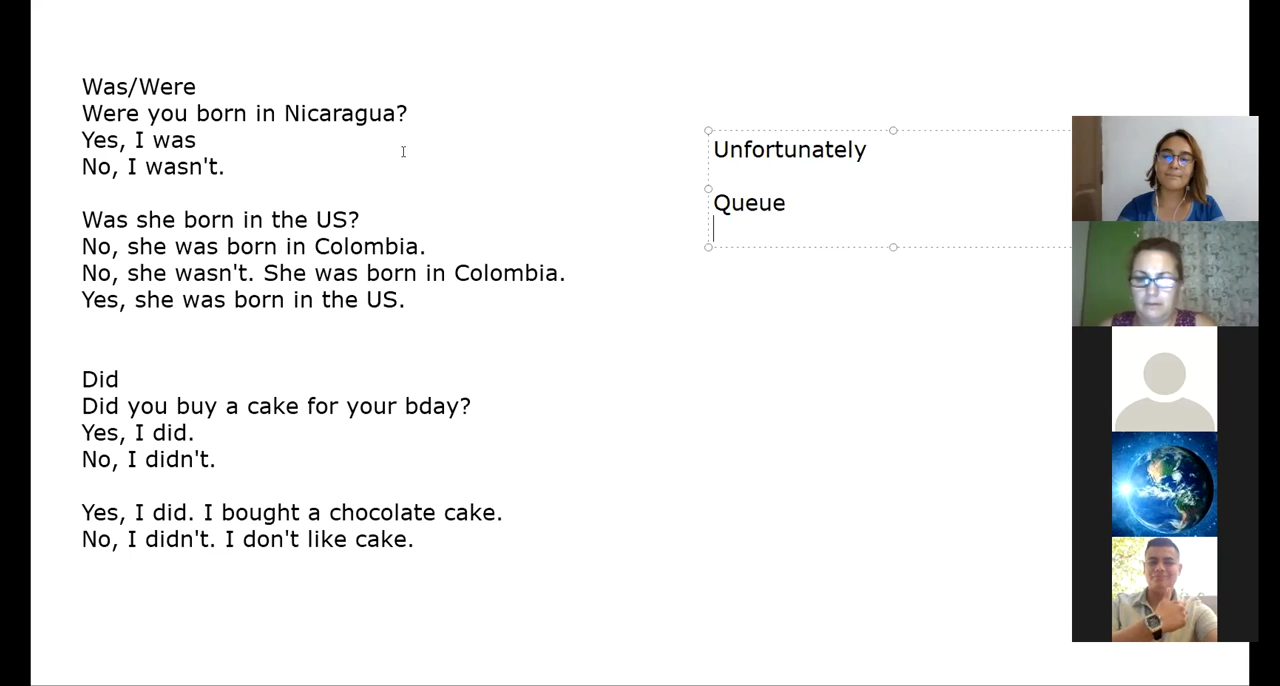 Was/Were
Were you born in Nicaragua?
Yes, I was
No, I wasn't.
Was she born in the US?
No, she was born in Colombia.
No, she wasn't. She was born in Colombia.
Yes, she was born in the US.
Did
Did you buy a cake for your bday?
Yes, I did.
No, I didn't.
Yes, I did. I bought a chocolate cake.
No, I didn't. I don't like cake.
Unfortunately
Queue